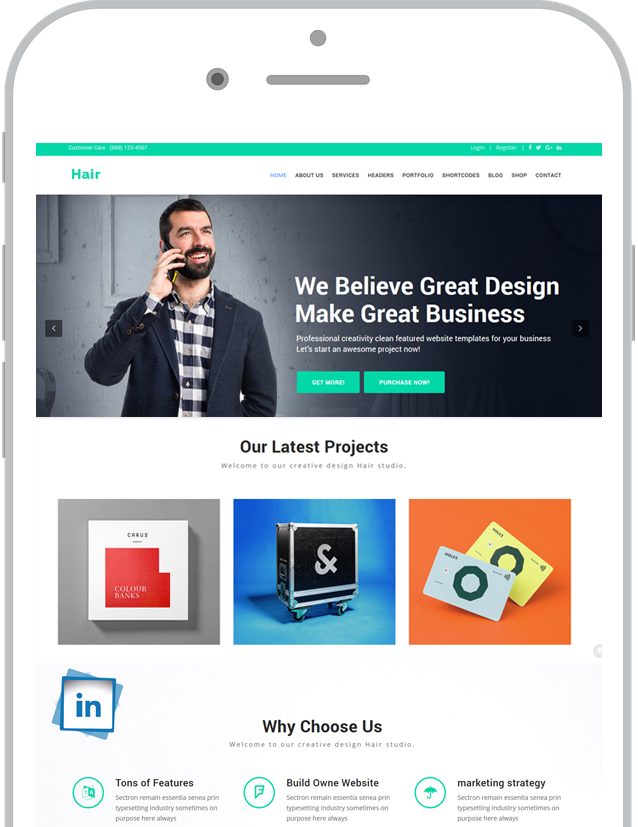 Customer Care (888) 123-4567
Login | Register |
Hair
HOME ABOUT US SERVICES HEADERS PORTFOLIO SHORTCODES BLOG SHOP CONTACT
We Believe Great Design
Make Great Business
Professional creativity clean featured website templates for your business
Let's start an awesome project now!
GET MORE! PURCHASE NOW!
Our Latest Projects
Welcome to our creative design Hair studio.
CARUS
COLOUR
BANKS
&
HOLVI
HOLVI
in
Why Choose Us
Welcome to our creative design Hair studio.
Tons of Features
Sectron remain essentia senea prin
typesetting industry sometimes on
purpose here always
Build Owne Website
Sectron remain essentia senea prin
typesetting industry sometimes on
purpose here always
marketing strategy
Sectron remain essentia senea prin
typesetting industry sometimes on
purpose here always